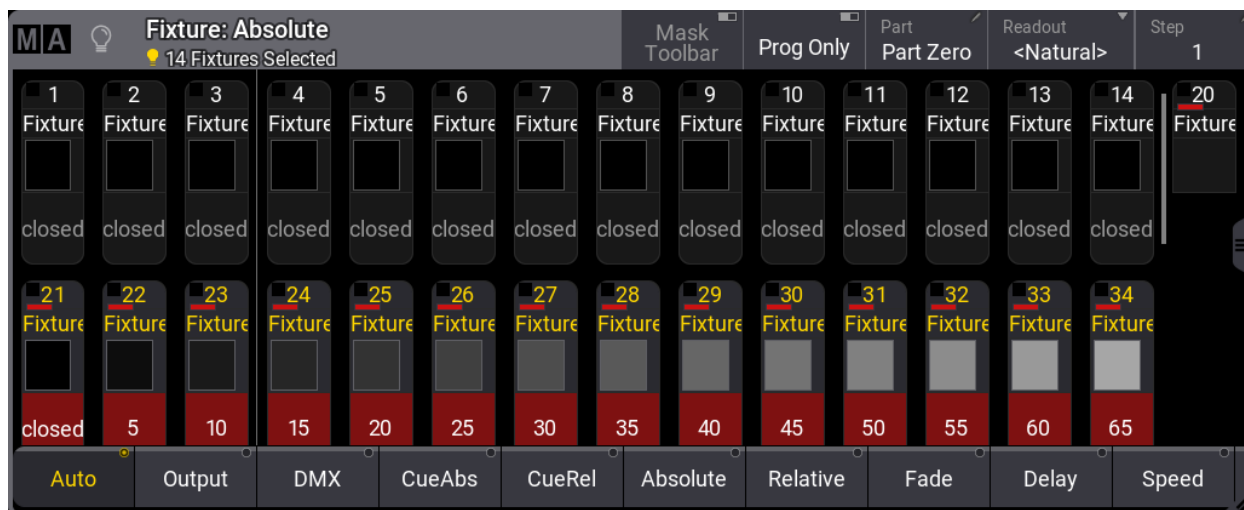 MA Fixture: Absolute
14 Fixtures Selected
Mask Toolbar
Prog Only
Part
Part Zero
Readout
<Natural>
Step
1
1 2 3 4 5 6 7 8 9 10 11 12 13 14 20
Fixture Fixture Fixture Fixture Fixture Fixture Fixture Fixture Fixture Fixture Fixture Fixture Fixture Fixture Fixture
closed closed closed closed closed closed closed closed closed closed closed closed closed closed
21 22 23 24 25 26 27 28 29 30 31 32 33 34
Fixture Fixture Fixture Fixture Fixture Fixture Fixture Fixture Fixture Fixture Fixture Fixture Fixture Fixture
closed 5 10 15 20 25 30 35 40 45 50 55 60 65
Auto Output DMX CueAbs CueRel Absolute Relative Fade Delay Speed